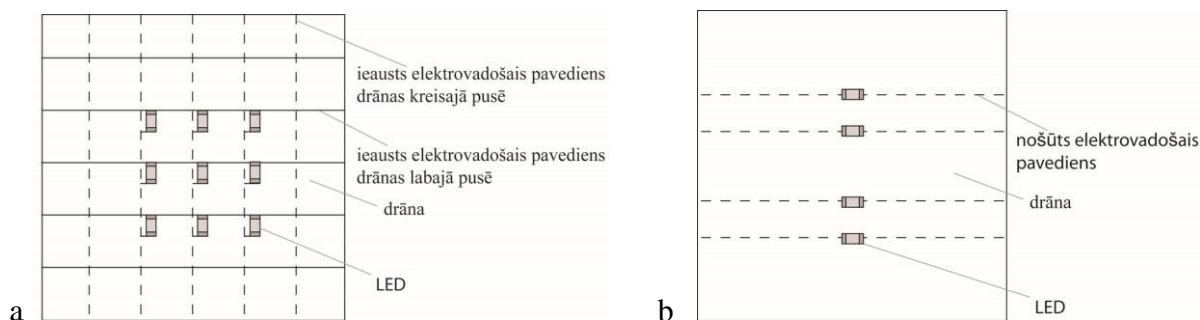 ieausts elektrovadošais pavediens
drānas kreisajā pusē
ieausts elektrovadošais pavediens
drānas labajā pusē
drāna
LED
a
nošūts elektrovadošais
pavediens
drāna
LED
b